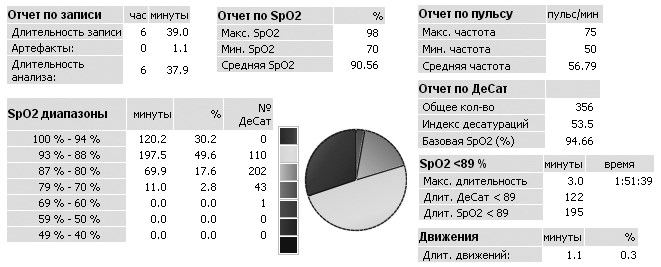 Отчет по записи час минуты
Длительность записи 6 39.0
Артефакты: 0 1.1
Длительность
анализа: 6 37.9
Отчет по SpO2 %
Макс. SpO2 98
Мин. SpO2 70
Средняя SpO2 90.56
Отчет по пульсу пульс/мин
Макс. частота 75
Мин. частота 50
Средняя частота 56.79
Отчет по ДеСат
Общее кол-во 356
Индекс десатураций 53.5
Базовая SpO2 (%) 94.66
SpO2 диапазоны минуты % №
ДеСат
100 % - 94 % 120.2 30.2 0
93 % - 88 % 197.5 49.6 110
87 % - 80 % 69.9 17.6 202
79 % - 70 % 11.0 2.8 43
69 % - 60 % 0.0 0.0 1
59 % - 50 % 0.0 0.0 0
49 % - 40 % 0.0 0.0 0
SpO2 <89 % минуты время
Макс. длительность 3.0 1:51:39
Длит. ДеСат < 89 122
Длит. SpO2 < 89 195
Движения минуты %
Длит. движений: 1.1 0.3